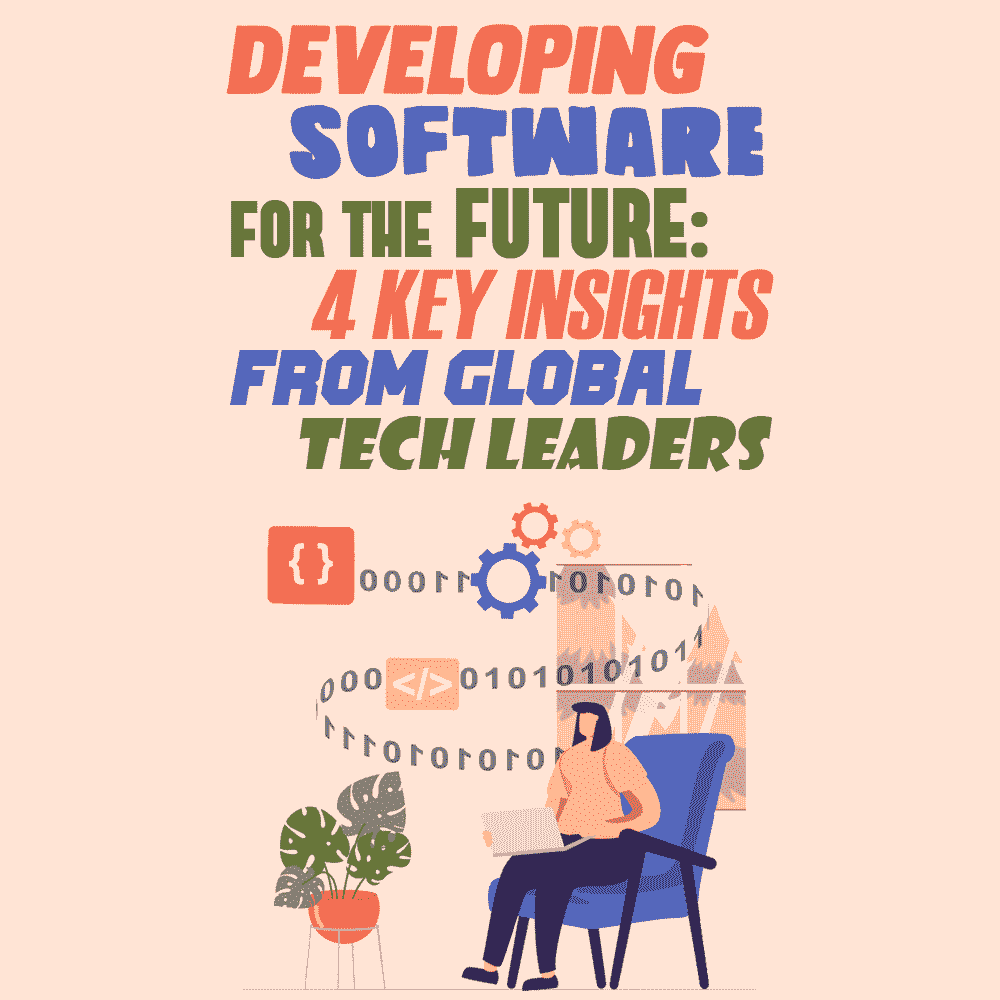 DEVELOPING
SOFTWARE
FOR THE FUTURE:
4 KEY INSIGHTS
FROM GLOBAL
TECH LEADERS
{ }
</>